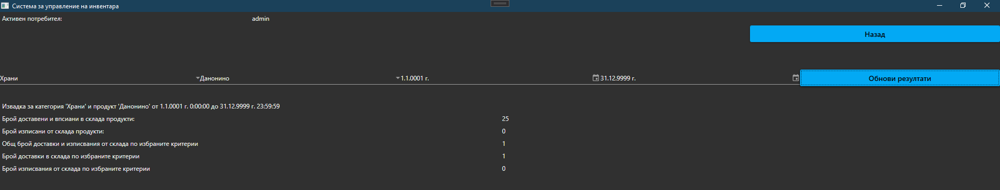 Система за управление на инвентара
Активен потребител: admin
Назад
Храни Данонино 1.1.0001 г. 31.12.9999 г. Обнови резултати
Извадка за категория 'Храни' и продукт 'Данонино' от 1.1.0001 г. 0:00:00 до 31.12.9999 г. 23:59:59
Брой доставени и впсиани в склада продукти: 25
Брой изписани от склада продукти: 0
Общ брой доставки и изписвания от склада по избраните критерии 1
Брой доставки в склада по избраните критерии 1
Брой изписвания от склада по избраните критерии 0